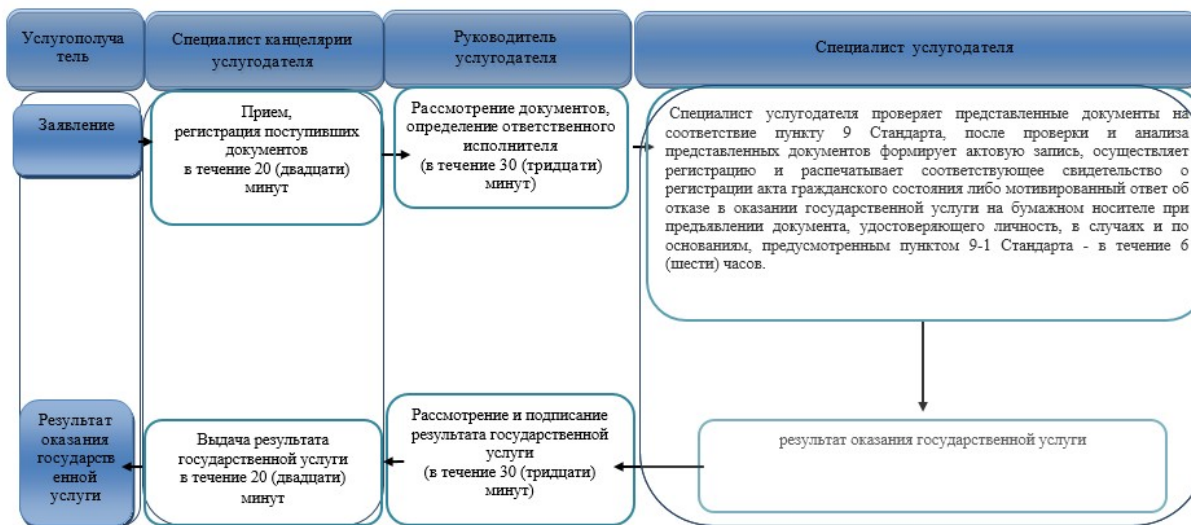 Услугополуча
тель
Специалист канцелярии
услугодателя
Руководитель
услугодателя
Специалист услугодателя
Заявление
Прием,
регистрация поступивших
документов
в течение 20 (двадцати)
минут
Рассмотрение документов,
определение ответственного
исполнителя
(в течение 30 (тридцати)
минут)
Специалист услугодателя проверяет представленные документы на
соответствие пункту 9 Стандарта, после проверки и анализа
представленных документов формирует актовую запись, осуществляет
регистрацию и распечатывает соответствующее свидетельство о
регистрации акта гражданского состояния либо мотивированный ответ об
отказе в оказании государственной услуги на бумажном носителе при
предъявлении документа, удостоверяющего личность, в случаях и по
основаниям, предусмотренным пунктом 9-1 Стандарта - в течение 6
(шести) часов.
Результат
оказания
государств
енной
услуги
Выдача результата
государственной услуги
в течение 20 (двадцати)
минут
Рассмотрение и подписание
результата государственной
услуги
(в течение 30 (тридцати)
минут)
результат оказания государственной услуги